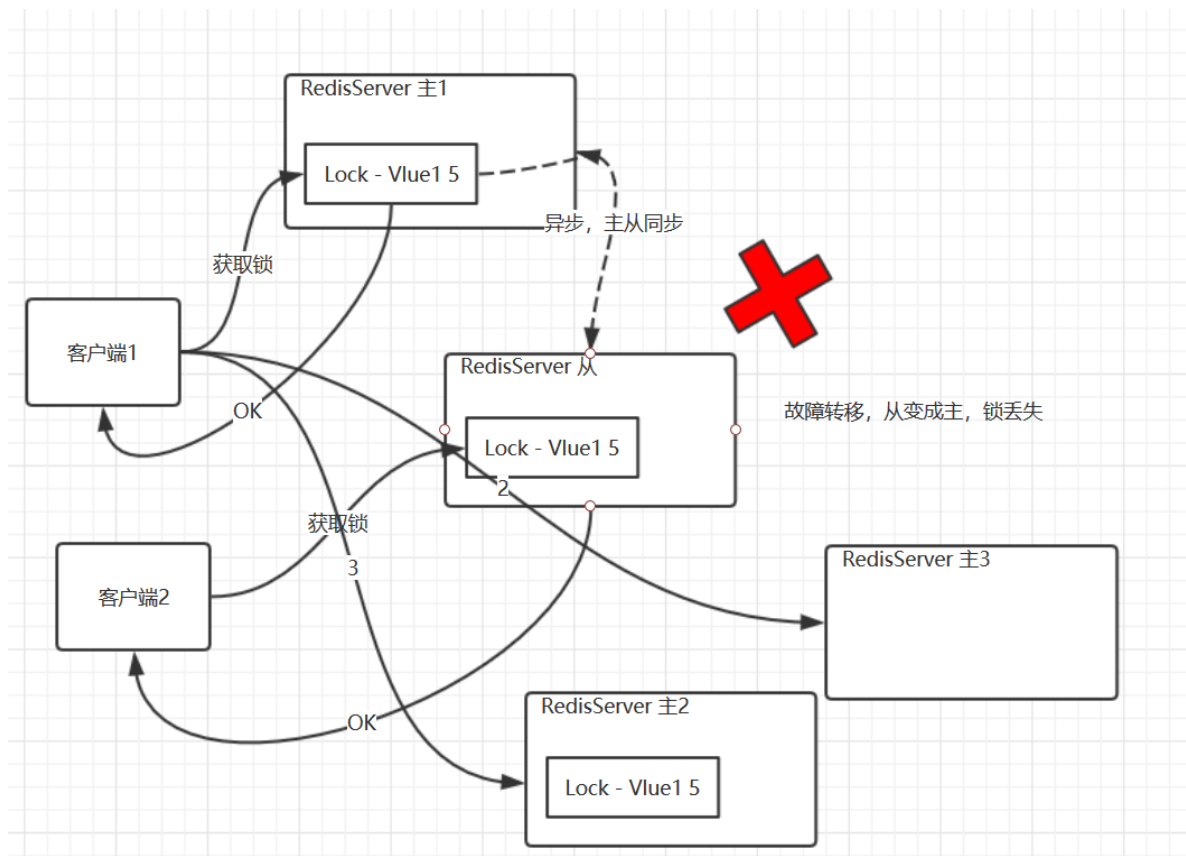 RedisServer 主1
Lock - Vlue1 5
异步，主从同步
获取锁
客户端1
RedisServer 从
OK
故障转移，从变成主，锁丢失
Lock - Vlue1 5
2
获取锁
RedisServer 主3
3
客户端2
RedisServer 主2
OK
Lock - Vlue1 5